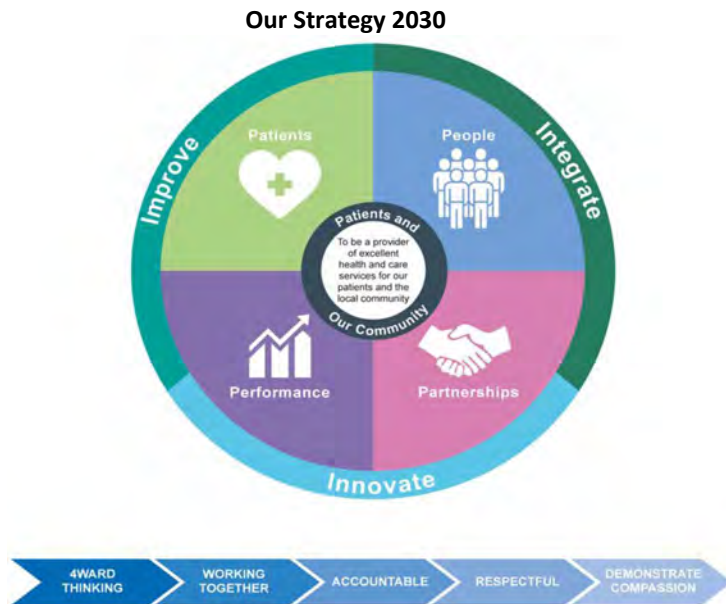 Our Strategy 2030
Improve
Integrate
Innovate
Patients
People
Patients and
To be a provider
of excellent
health and care
services for our
patients and the
local community
Our Community
Performance
Partnerships
4WARD
THINKING
WORKING
TOGETHER
ACCOUNTABLE
RESPECTFUL
DEMONSTRATE
COMPASSION